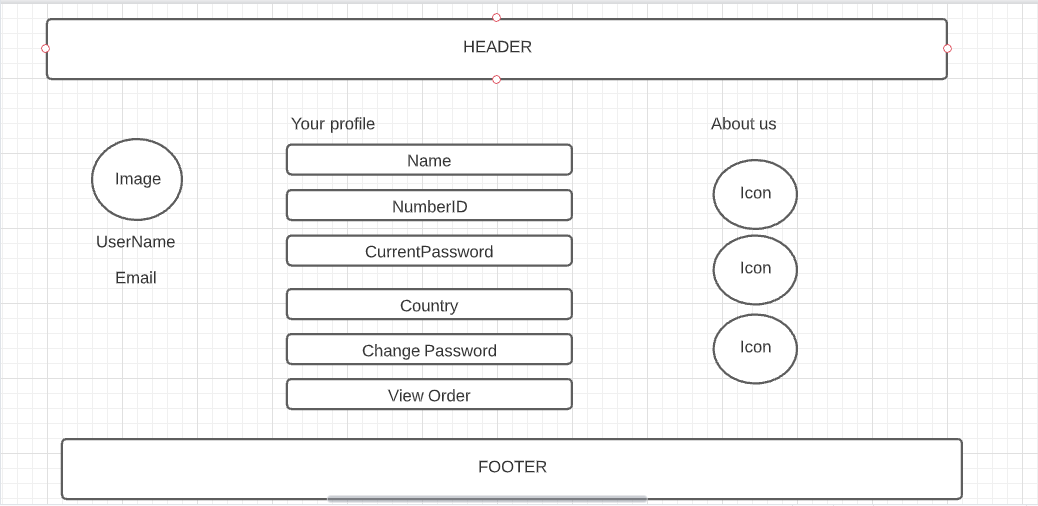 HEADER
Image
UserName
Email
Your profile
Name
NumberID
CurrentPassword
Country
Change Password
View Order
About us
Icon
Icon
Icon
FOOTER